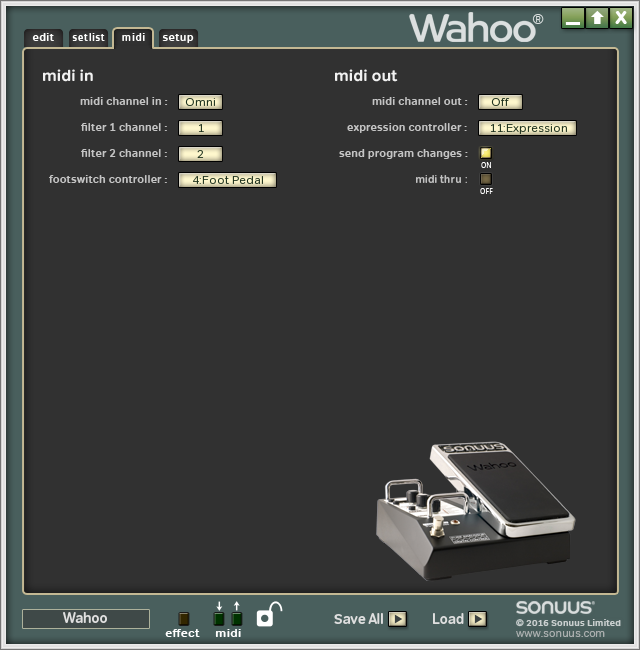 Wahoo®
edit setlist midi setup
midi in
midi channel in : Omni
filter 1 channel : 1
filter 2 channel : 2
footswitch controller : 4:Foot Pedal
midi out
midi channel out : Off
expression controller : 11:Expression
send program changes :
ON
midi thru :
OFF
sonuus
Wahoo
Wahoo
effect midi
Save All
Load
sonuus®
© 2016 Sonuus Limited
www.sonuus.com